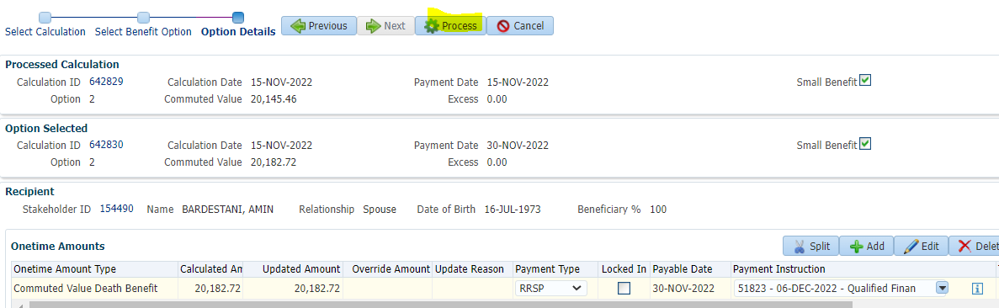 Select Calculation Select Benefit Option Option Details Previous Next Process Cancel
Processed Calculation
Calculation ID 642829 Calculation Date 15-NOV-2022 Payment Date 15-NOV-2022 Small Benefit
Option 2 Commuted Value 20,145.46 Excess 0.00
Option Selected
Calculation ID 642830 Calculation Date 15-NOV-2022 Payment Date 30-NOV-2022 Small Benefit
Option 2 Commuted Value 20,182.72 Excess 0.00
Recipient
Stakeholder ID 154490 Name BARDESTANI, AMIN Relationship Spouse Date of Birth 16-JUL-1973 Beneficiary % 100
Onetime Amounts Split Add Edit Delet
Onetime Amount Type Calculated Am Updated Amount Override Amount Update Reason Payment Type Locked In Payable Date Payment Instruction
Commuted Value Death Benefit 20,182.72 20,182.72 RRSP 30-NOV-2022 51823 - 06-DEC-2022 - Qualified Finan